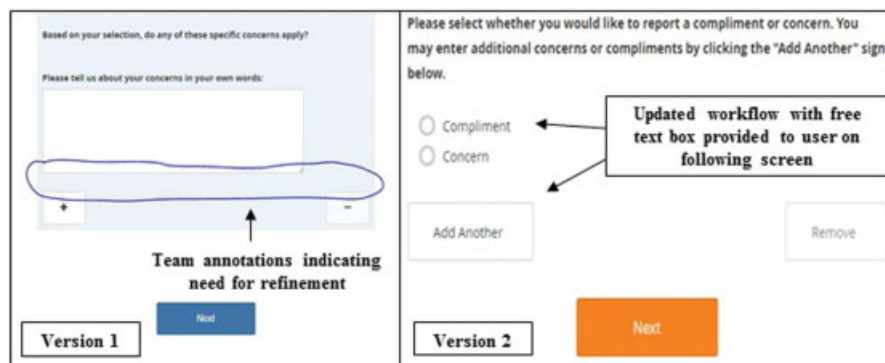 Based on your selection, do any of these specific concerns apply?
Please tell us about your concerns in your own words:
+
−
Team annotations indicating
need for refinement
Next
Version 1
Please select whether you would like to report a compliment or concern. You
may enter additional concerns or compliments by clicking the "Add Another" sign
below.
Compliment
Concern
Updated workflow with free
text box provided to user on
following screen
Add Another
Remove
Next
Version 2